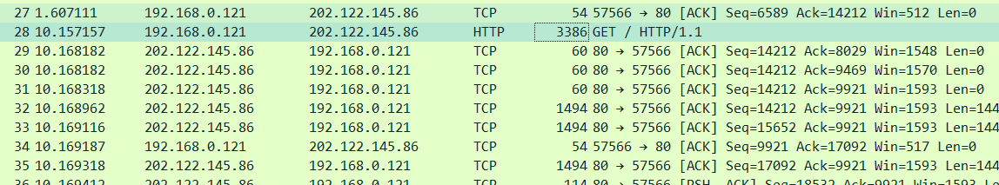 27 1.607111 192.168.0.121 202.122.145.86 TCP 54 57566 → 80 [ACK] Seq=6589 Ack=14212 Win=512 Len=0
28 10.157157 192.168.0.121 202.122.145.86 HTTP 3386 GET / HTTP/1.1
29 10.168182 202.122.145.86 192.168.0.121 TCP 60 80 → 57566 [ACK] Seq=14212 Ack=8029 Win=1548 Len=0
30 10.168182 202.122.145.86 192.168.0.121 TCP 60 80 → 57566 [ACK] Seq=14212 Ack=9469 Win=1570 Len=0
31 10.168318 202.122.145.86 192.168.0.121 TCP 60 80 → 57566 [ACK] Seq=14212 Ack=9921 Win=1593 Len=0
32 10.168962 202.122.145.86 192.168.0.121 TCP 1494 80 → 57566 [ACK] Seq=14212 Ack=9921 Win=1593 Len=144
33 10.169116 202.122.145.86 192.168.0.121 TCP 1494 80 → 57566 [ACK] Seq=15652 Ack=9921 Win=1593 Len=144
34 10.169187 192.168.0.121 202.122.145.86 TCP 54 57566 → 80 [ACK] Seq=9921 Ack=17092 Win=517 Len=0
35 10.169318 202.122.145.86 192.168.0.121 TCP 1494 80 → 57566 [ACK] Seq=17092 Ack=9921 Win=1593 Len=144
36 10.169412 202.122.145.86 192.168.0.121 TCP 114 80 → 57566 [PSH, ACK] Seq=18532 Ack=9921 Win=1593